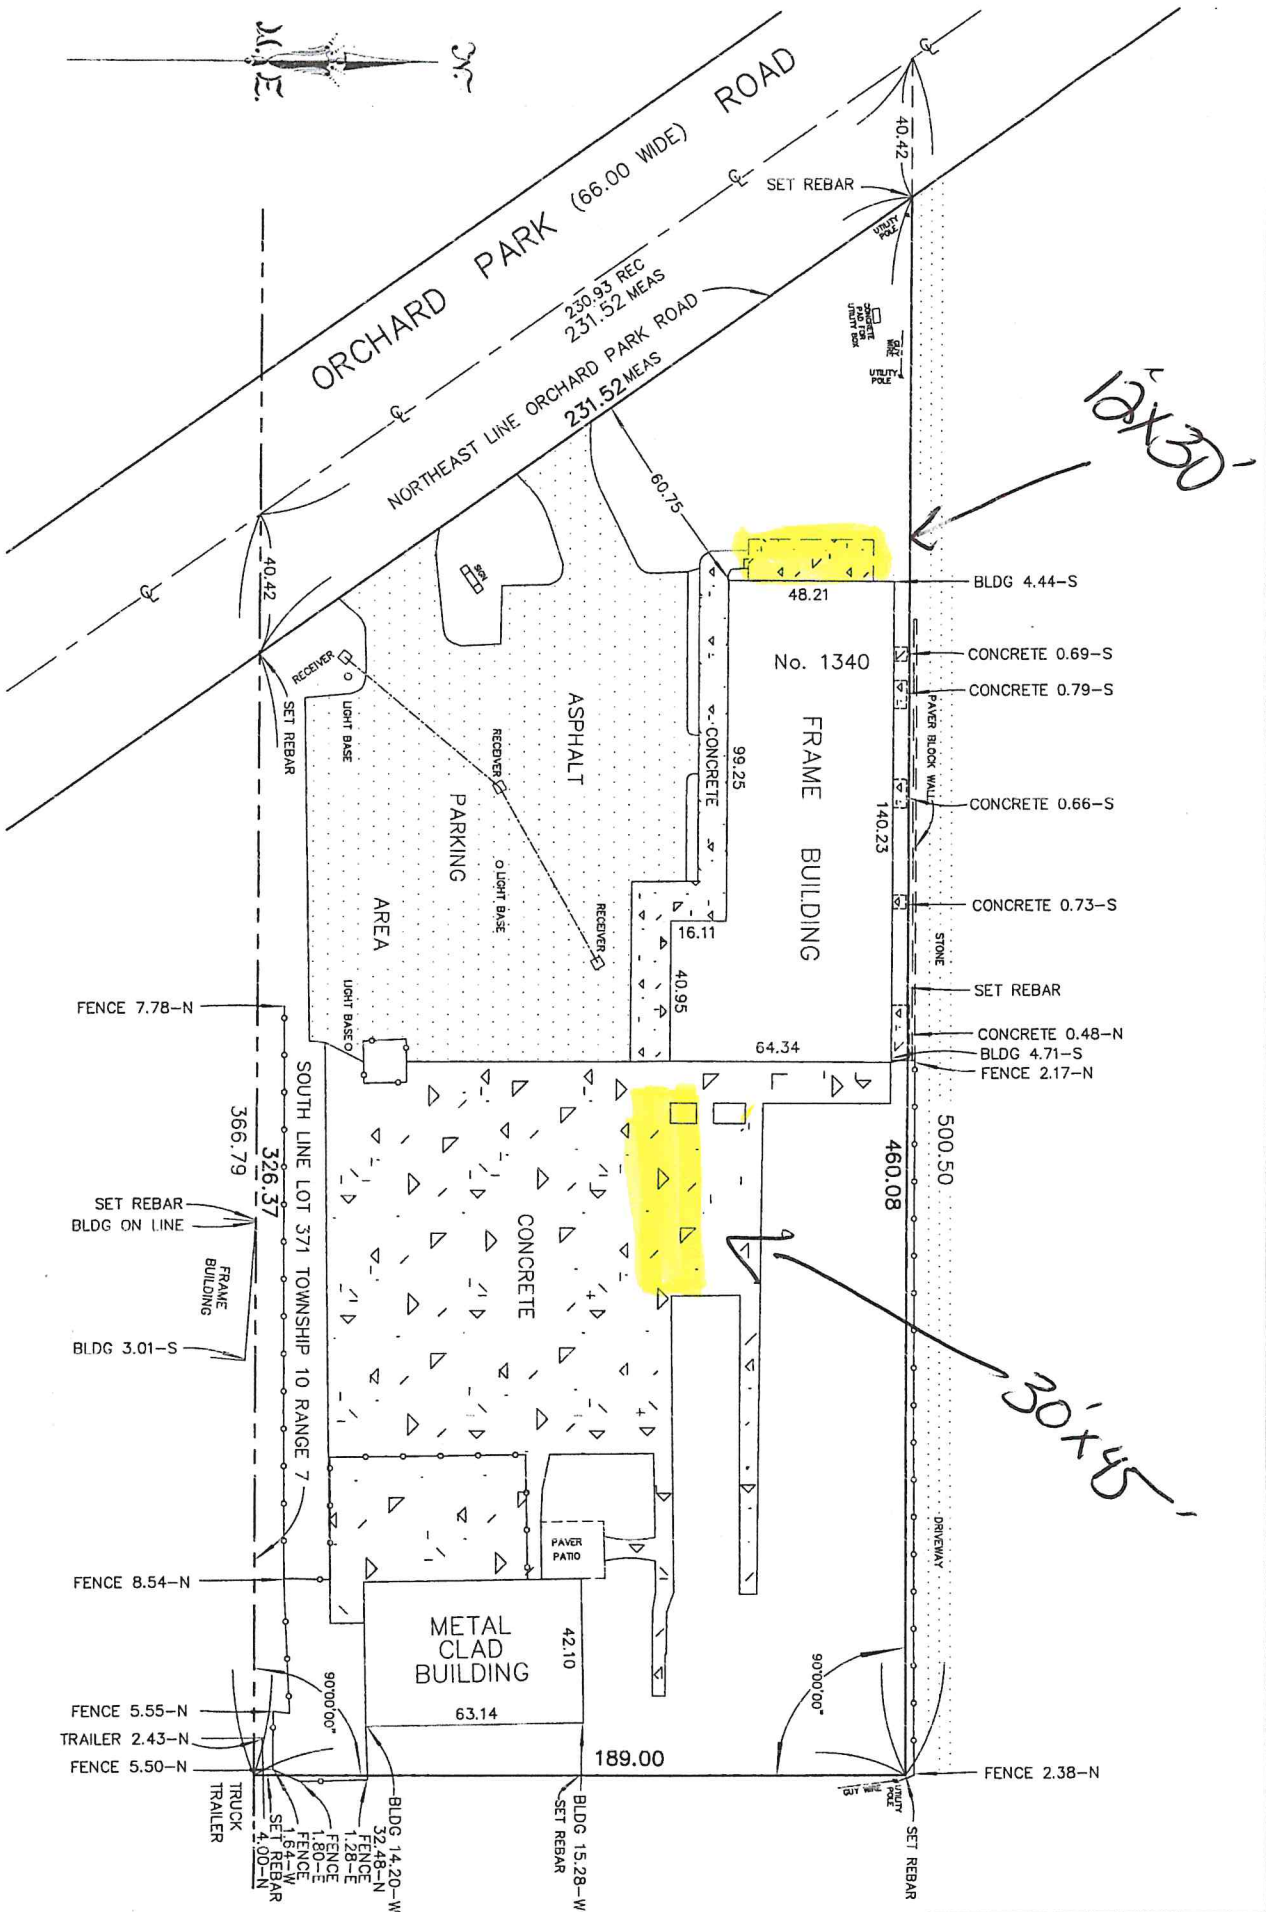 N.
W.E.
ORCHARD PARK (66.00 WIDE) ROAD
230.93 REC
231.52 MEAS
NORTHEAST LINE ORCHARD PARK ROAD
231.52 MEAS
40.42
SET REBAR
UTILITY
POLE
CONCRETE
PAD FOR
UTILITY BOX
GUY
WIRE
UTILITY
POLE
12'X30'
60.75
BLDG 4.44-S
48.21
No. 1340
FRAME BUILDING
CONCRETE 0.69-S
CONCRETE 0.79-S
PAVER BLOCK WALL
CONCRETE 0.66-S
140.23
CONCRETE 0.73-S
STONE
SET REBAR
CONCRETE 0.48-N
BLDG 4.71-S
FENCE 2.17-N
40.42
SIGN
RECEIVER
LIGHT BASE
SET REBAR
ASPHALT
PARKING
AREA
RECEIVER
LIGHT BASE
RECEIVER
LIGHT BASE
CONCRETE
99.25
16.11
40.95
64.34
FENCE 7.78-N
500.50
460.08
SOUTH LINE LOT 371 TOWNSHIP 10 RANGE 7
326.37
366.79
SET REBAR
BLDG ON LINE
FRAME
BUILDING
BLDG 3.01-S
CONCRETE
30'x45'
DRIVEWAY
PAVER
PATIO
FENCE 8.54-N
METAL
CLAD
BUILDING
42.10
63.14
90°00'00"
90°00'00"
189.00
FENCE 5.55-N
TRAILER 2.43-N
FENCE 5.50-N
TRUCK
TRAILER
4.00-N
SET REBAR
1.64-W
FENCE
1.80-E
FENCE
1.28-E
FENCE
32.48-N
BLDG 14.20-W
BLDG 15.28-W
SET REBAR
FENCE 2.38-N
UTILITY
POLE
GUY WIRE
SET REBAR